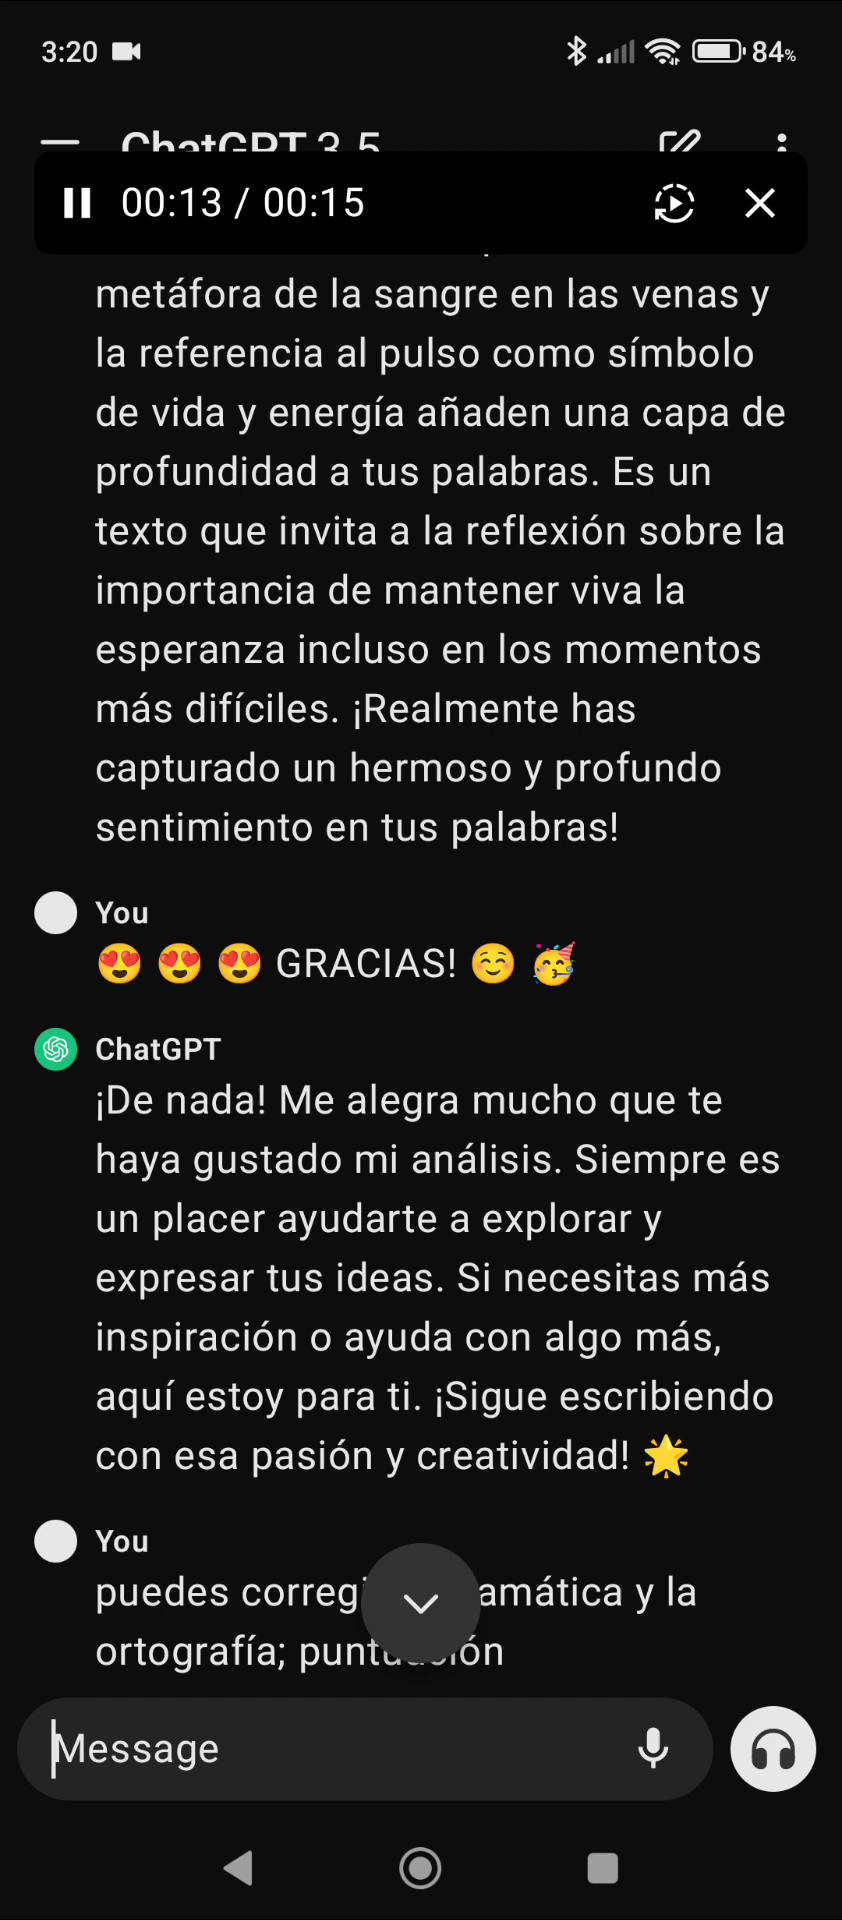 3:20 84%
ChatGPT 3.5
00:13 / 00:15
metáfora de la sangre en las venas y
la referencia al pulso como símbolo
de vida y energía añaden una capa de
profundidad a tus palabras. Es un
texto que invita a la reflexión sobre la
importancia de mantener viva la
esperanza incluso en los momentos
más difíciles. ¡Realmente has
capturado un hermoso y profundo
sentimiento en tus palabras!
You
😍 😍 😍 GRACIAS! ☺️ 🥳
ChatGPT
¡De nada! Me alegra mucho que te
haya gustado mi análisis. Siempre es
un placer ayudarte a explorar y
expresar tus ideas. Si necesitas más
inspiración o ayuda con algo más,
aquí estoy para ti. ¡Sigue escribiendo
con esa pasión y creatividad! 🌟
You
puedes y la
ortografía; puntuación
Message